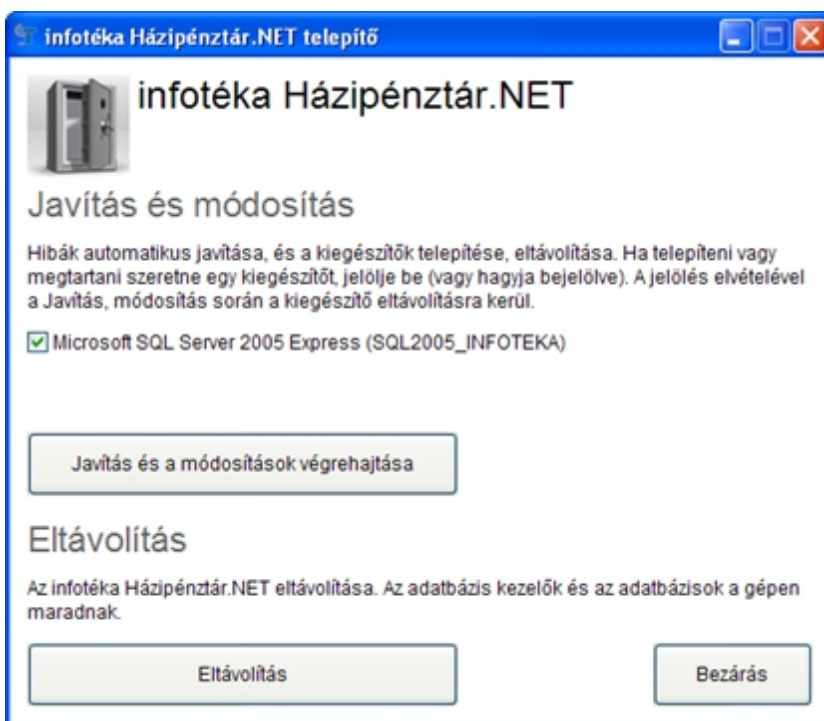 infotéka Házipénztár.NET telepítő
infotéka Házipénztár.NET
Javítás és módosítás
Hibák automatikus javítása, és a kiegészítők telepítése, eltávolítása. Ha telepíteni vagy
megtartani szeretne egy kiegészítőt, jelölje be (vagy hagyja bejelölve). A jelölés elvételével
a Javítás, módosítás során a kiegészítő eltávolításra kerül.
Microsoft SQL Server 2005 Express (SQL2005_INFOTEKA)
Javítás és a módosítások végrehajtása
Eltávolítás
Az infotéka Házipénztár.NET eltávolítása. Az adatbázis kezelők és az adatbázisok a gépen
maradnak.
Eltávolítás
Bezárás